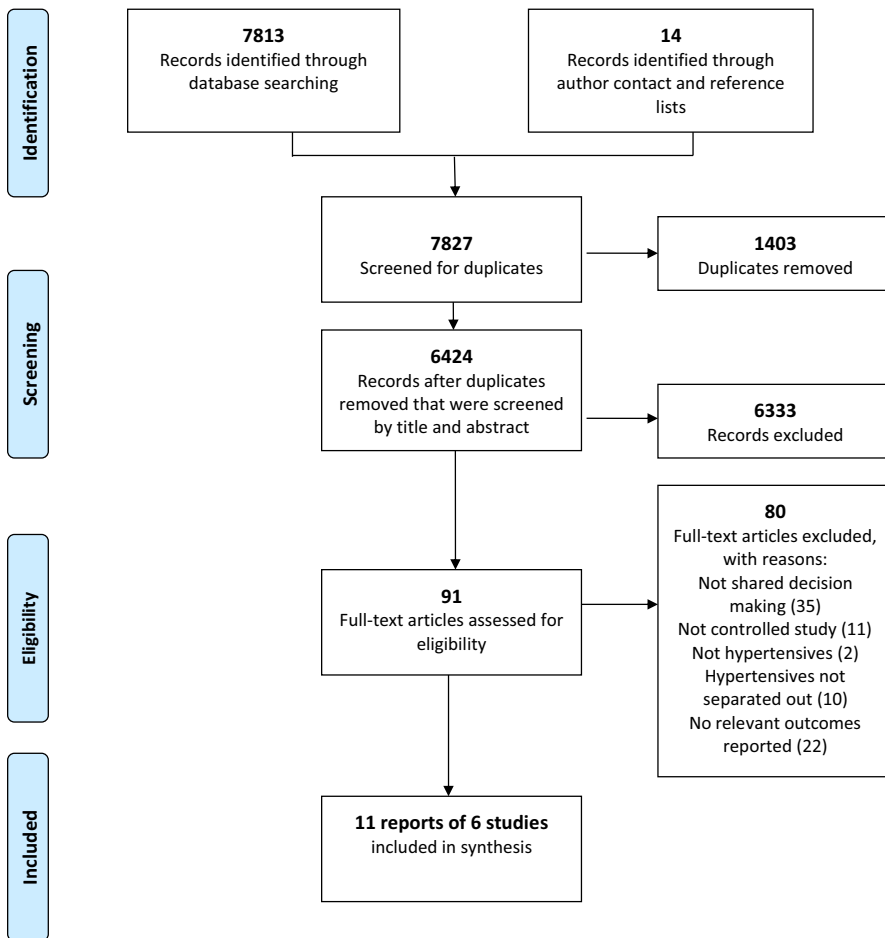 Identification
7813
Records identified through
database searching
14
Records identified through
author contact and reference
lists
7827
Screened for duplicates
1403
Duplicates removed
Screening
6424
Records after duplicates
removed that were screened
by title and abstract
6333
Records excluded
Eligibility
91
Full-text articles assessed for
eligibility
80
Full-text articles excluded,
with reasons:
Not shared decision
making (35)
Not controlled study (11)
Not hypertensives (2)
Hypertensives not
separated out (10)
No relevant outcomes
reported (22)
Included
11 reports of 6 studies
included in synthesis